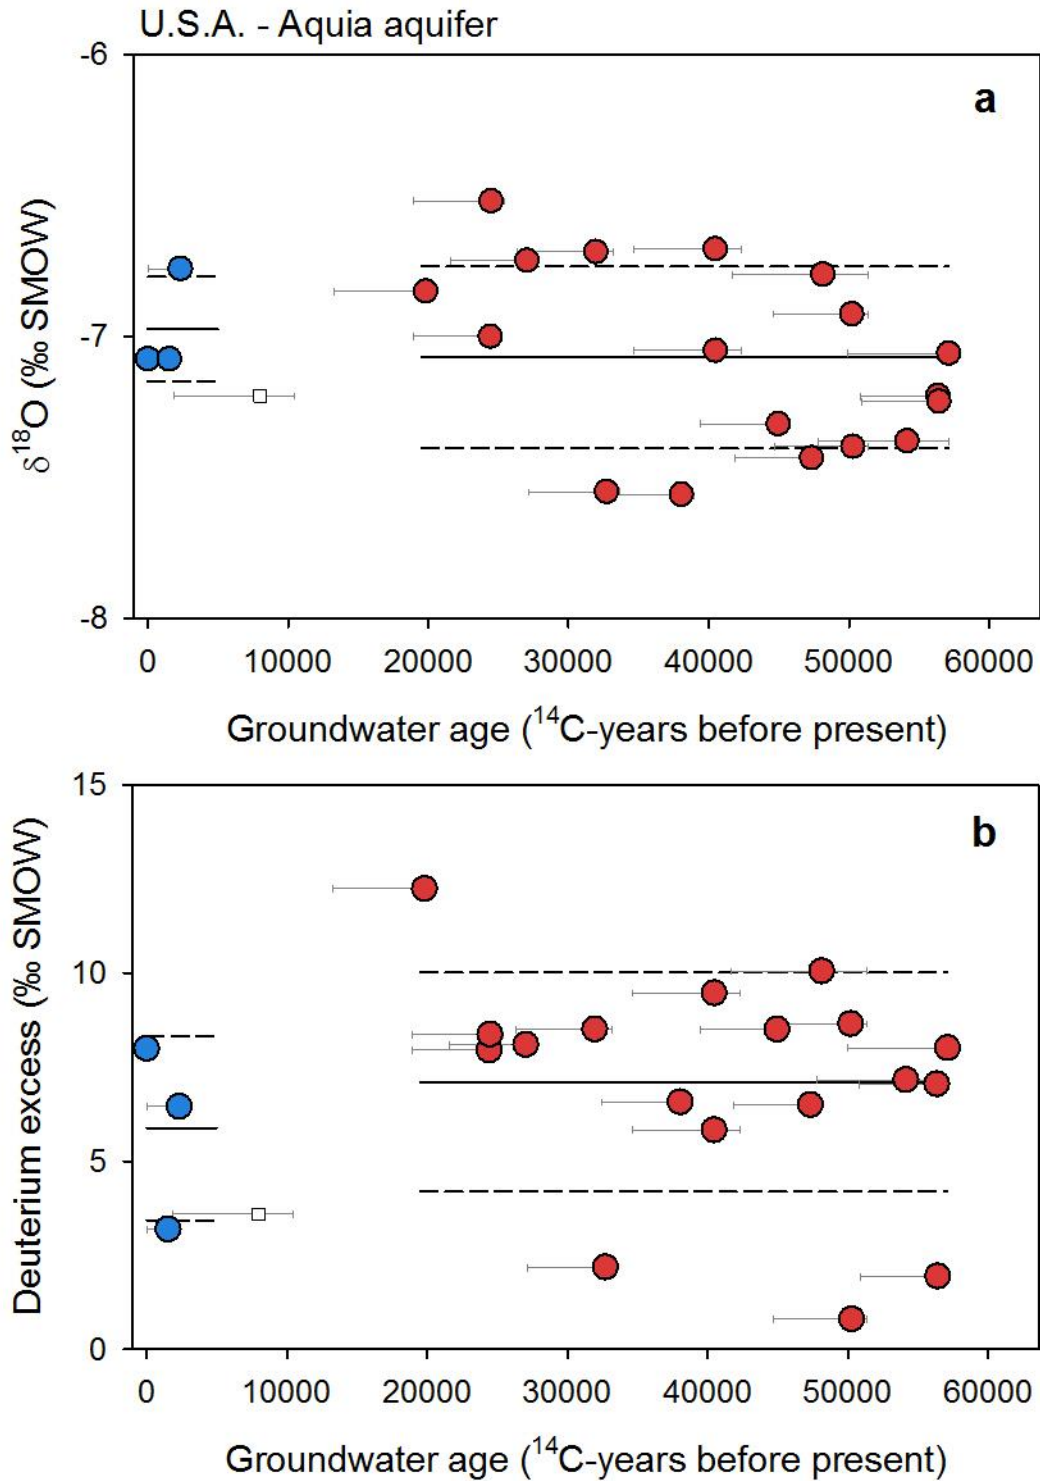 U.S.A. - Aquia aquifer
-6
a
δ¹⁸O (‰ SMOW)
-7
-8
0 10000 20000 30000 40000 50000 60000
Groundwater age (¹⁴C-years before present)
15
b
Deuterium excess (‰ SMOW)
10
5
0
0 10000 20000 30000 40000 50000 60000
Groundwater age (¹⁴C-years before present)